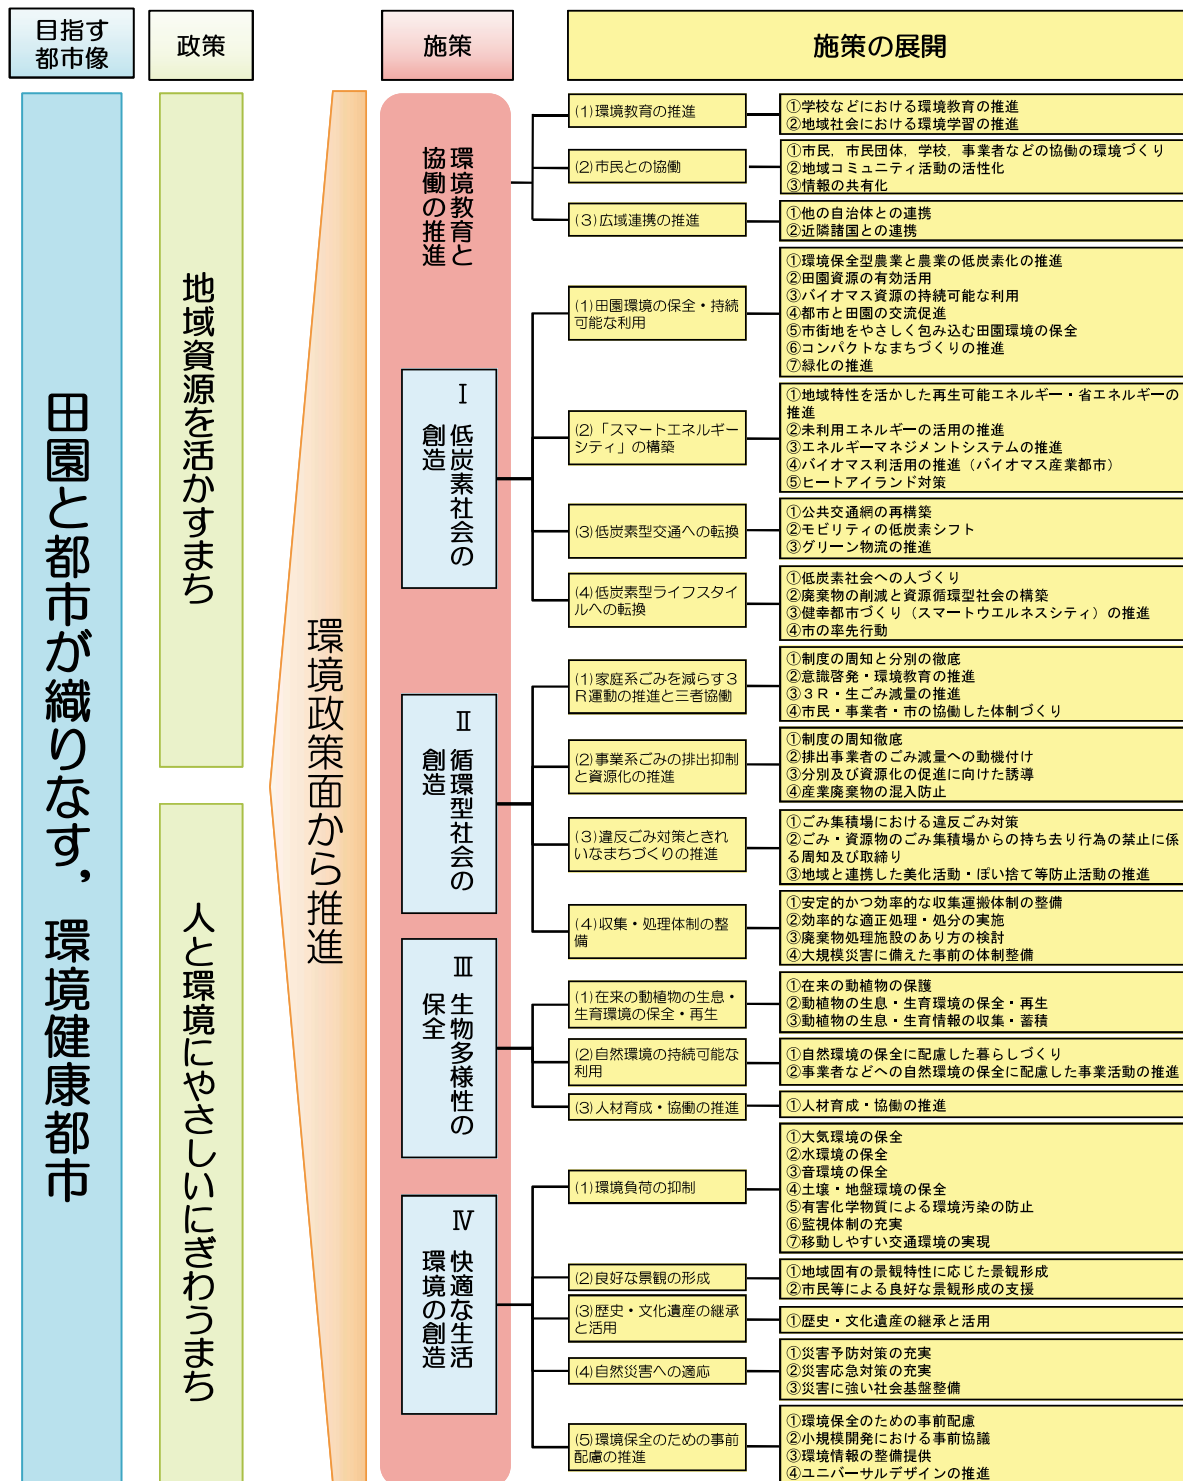 目指す
都市像
政策
施策
施策の展開
田園と都市が織りなす，環境健康都市
地域資源を活かすまち
人と環境にやさしいにぎわうまち
環境政策面から推進
環境教育と
協働の推進
(1)環境教育の推進
①学校などにおける環境教育の推進
②地域社会における環境学習の推進
(2)市民との協働
①市民，市民団体，学校，事業者などの協働の環境づくり
②地域コミュニティ活動の活性化
③情報の共有化
(3)広域連携の推進
①他の自治体との連携
②近隣諸国との連携
Ⅰ
低炭素社会の
創造
(1)田園環境の保全・持続
可能な利用
①環境保全型農業と農業の低炭素化の推進
②田園資源の有効活用
③バイオマス資源の持続可能な利用
④都市と田園の交流促進
⑤市街地をやさしく包み込む田園環境の保全
⑥コンパクトなまちづくりの推進
⑦緑化の推進
(2)「スマートエネルギー
シティ」の構築
①地域特性を活かした再生可能エネルギー・省エネルギーの
推進
②未利用エネルギーの活用の推進
③エネルギーマネジメントシステムの推進
④バイオマス利活用の推進（バイオマス産業都市）
⑤ヒートアイランド対策
(3)低炭素型交通への転換
①公共交通網の再構築
②モビリティの低炭素シフト
③グリーン物流の推進
(4)低炭素型ライフスタイ
ルへの転換
①低炭素社会への人づくり
②廃棄物の削減と資源循環型社会の構築
③健幸都市づくり（スマートウエルネスシティ）の推進
④市の率先行動
Ⅱ
循環型社会の
創造
(1)家庭系ごみを減らす３
Ｒ運動の推進と三者協働
①制度の周知と分別の徹底
②意識啓発・環境教育の推進
③３Ｒ・生ごみ減量の推進
④市民・事業者・市の協働した体制づくり
(2)事業系ごみの排出抑制
と資源化の推進
①制度の周知徹底
②排出事業者のごみ減量への動機付け
③分別及び資源化の促進に向けた誘導
④産業廃棄物の混入防止
(3)違反ごみ対策ときれ
いなまちづくりの推進
①ごみ集積場における違反ごみ対策
②ごみ・資源物のごみ集積場からの持ち去り行為の禁止に係
る周知及び取締り
③地域と連携した美化活動・ぽい捨て等防止活動の推進
(4)収集・処理体制の整
備
①安定的かつ効率的な収集運搬体制の整備
②効率的な適正処理・処分の実施
③廃棄物処理施設のあり方の検討
④大規模災害に備えた事前の体制整備
Ⅲ
生物多様性の
保全
(1)在来の動植物の生息・
生育環境の保全・再生
①在来の動植物の保護
②動植物の生息・生育環境の保全・再生
③動植物の生息・生育情報の収集・蓄積
(2)自然環境の持続可能な
利用
①自然環境の保全に配慮した暮らしづくり
②事業者などへの自然環境の保全に配慮した事業活動の推進
(3)人材育成・協働の推進
①人材育成・協働の推進
Ⅳ
快適な生活
環境の創造
(1)環境負荷の抑制
①大気環境の保全
②水環境の保全
③音環境の保全
④土壌・地盤環境の保全
⑤有害化学物質による環境汚染の防止
⑥監視体制の充実
⑦移動しやすい交通環境の実現
(2)良好な景観の形成
①地域固有の景観特性に応じた景観形成
②市民等による良好な景観形成の支援
(3)歴史・文化遺産の継承
と活用
①歴史・文化遺産の継承と活用
(4)自然災害への適応
①災害予防対策の充実
②災害応急対策の充実
③災害に強い社会基盤整備
(5)環境保全のための事前
配慮の推進
①環境保全のための事前配慮
②小規模開発における事前協議
③環境情報の整備提供
④ユニバーサルデザインの推進